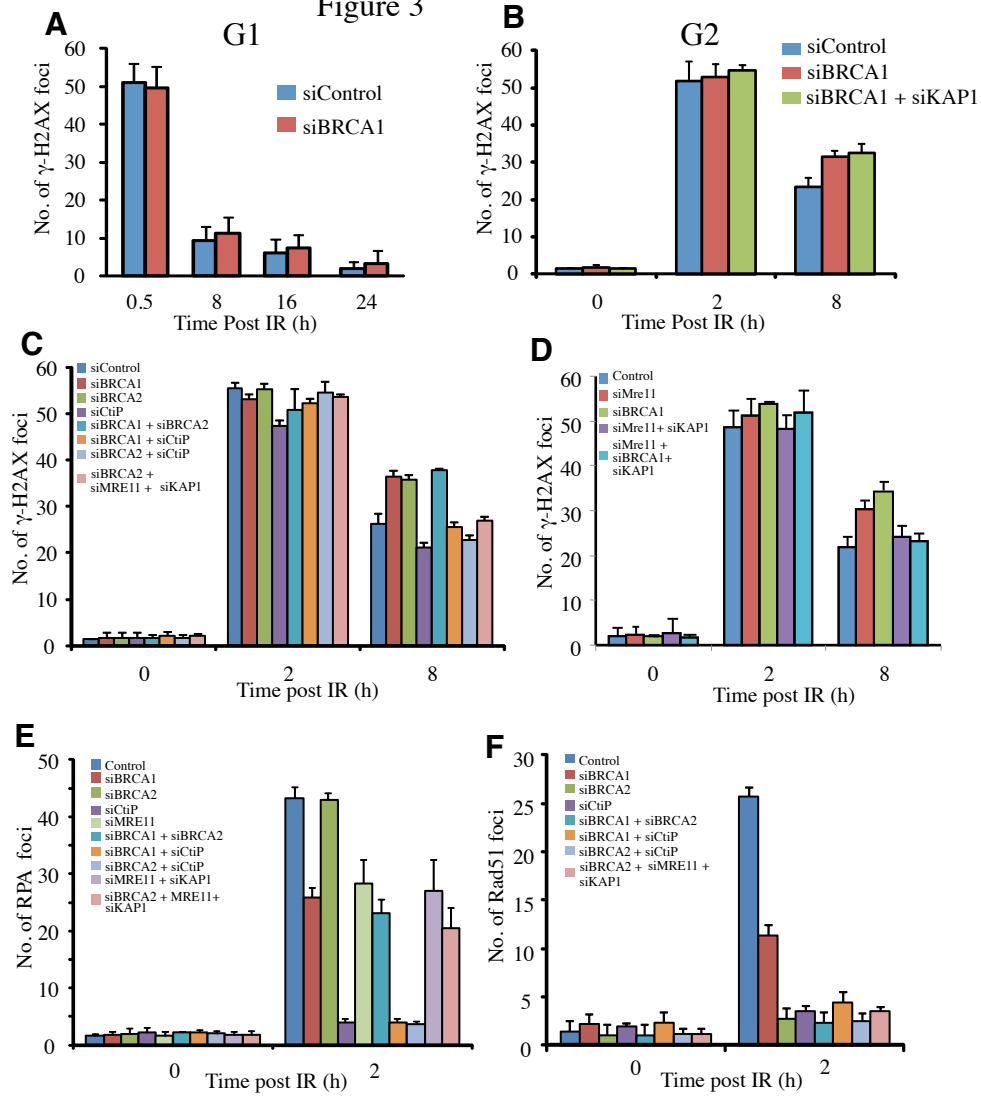 Figure 3
A
G1
No. of γ-H2AX foci
60
50
40
30
20
10
0
siControl
siBRCA1
0.5 8 16 24
Time Post IR (h)
B
G2
No. of γ-H2AX foci
60
50
40
30
20
10
0
siControl
siBRCA1
siBRCA1 + siKAP1
0 2 8
Time Post IR (h)
C
No. of γ-H2AX foci
60
50
40
30
20
10
0
siControl
siBRCA1
siBRCA2
siCtiP
siBRCA1 + siBRCA2
siBRCA1 + siCtiP
siBRCA2 + siCtiP
siBRCA2 +
siMRE11 + siKAP1
0 2 8
Time post IR (h)
D
No. of γ-H2AX foci
60
50
40
30
20
10
0
Control
siMre11
siBRCA1
siMre11+ siKAP1
siMre11 +
siBRCA1+
siKAP1
0 2 8
Time post IR (h)
E
No. of RPA foci
50
40
30
20
10
0
Control
siBRCA1
siBRCA2
siCtiP
siMRE11
siBRCA1 + siBRCA2
siBRCA1 + siCtiP
siBRCA2 + siCtiP
siMRE11 + siKAP1
siBRCA2 + MRE11+
siKAP1
0 2
Time post IR (h)
F
No. of Rad51 foci
30
25
20
15
10
5
0
Control
siBRCA1
siBRCA2
siCtiP
siBRCA1 + siBRCA2
siBRCA1 + siCtiP
siBRCA2 + siCtiP
siBRCA2 + siMRE11 +
siKAP1
0 2
Time post IR (h)